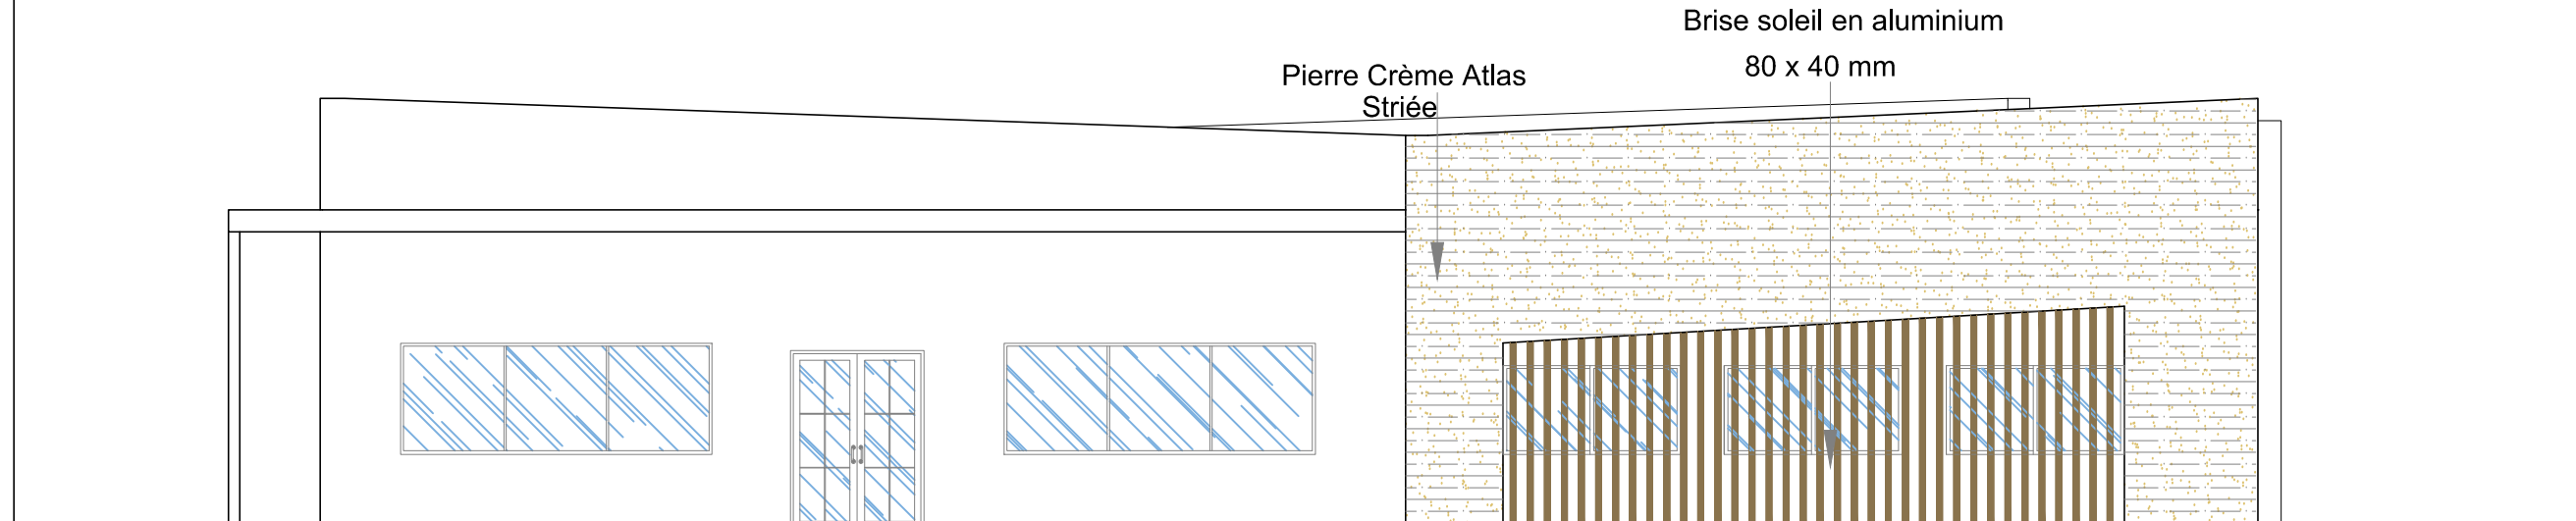 Brise soleil en aluminium
80 x 40 mm
Pierre Crème Atlas
Striée